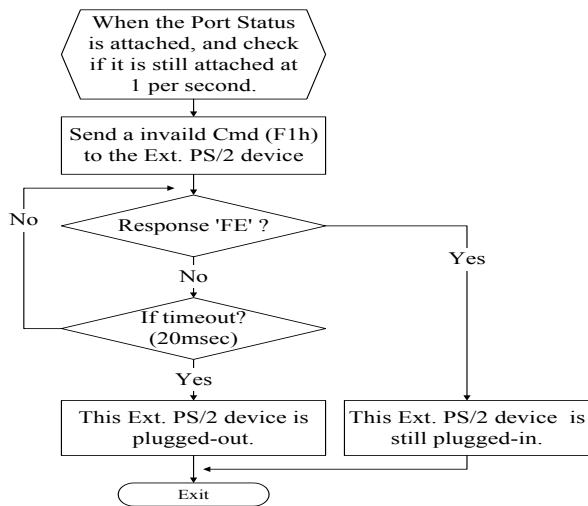 When the Port Status
is attached, and check
if it is still attached at
1 per second.
Send a invaild Cmd (F1h)
to the Ext. PS/2 device
No
Response 'FE' ?
Yes
No
If timeout?
(20msec)
Yes
This Ext. PS/2 device is
plugged-out.
This Ext. PS/2 device is
still plugged-in.
Exit